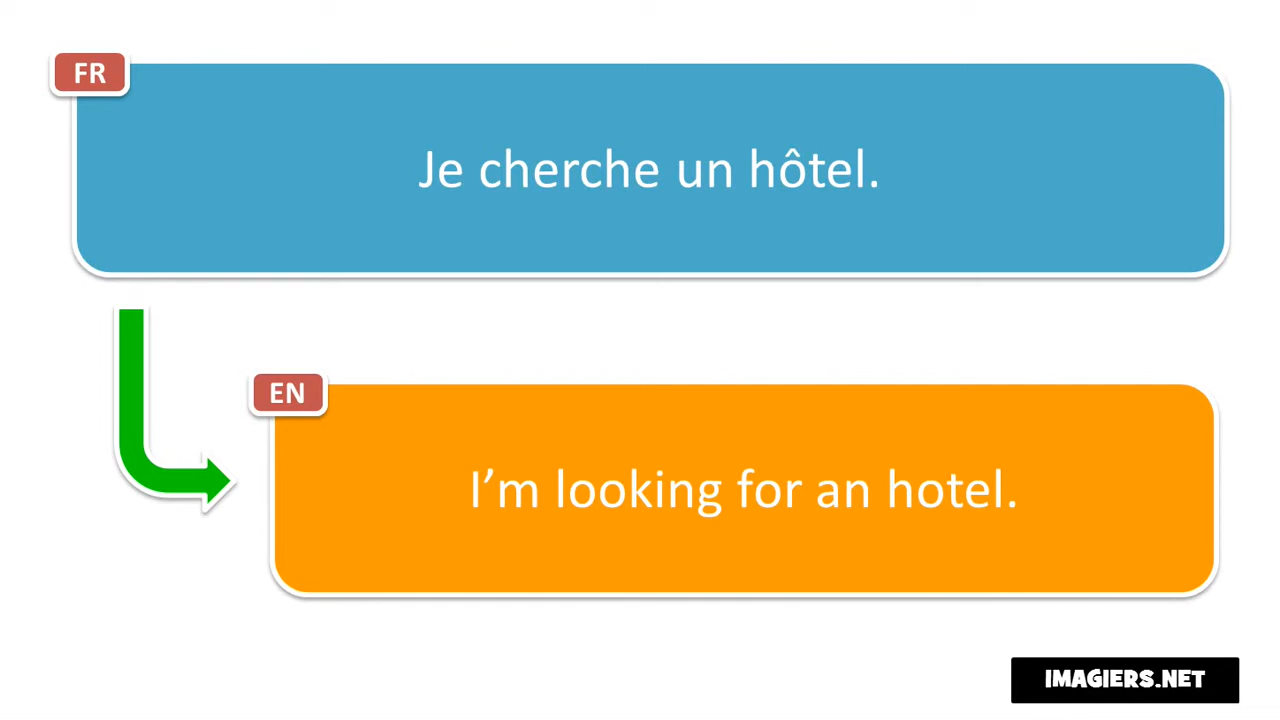 FR
Je cherche un hôtel.
EN
I’m looking for an hotel.
IMAGIERS.NET